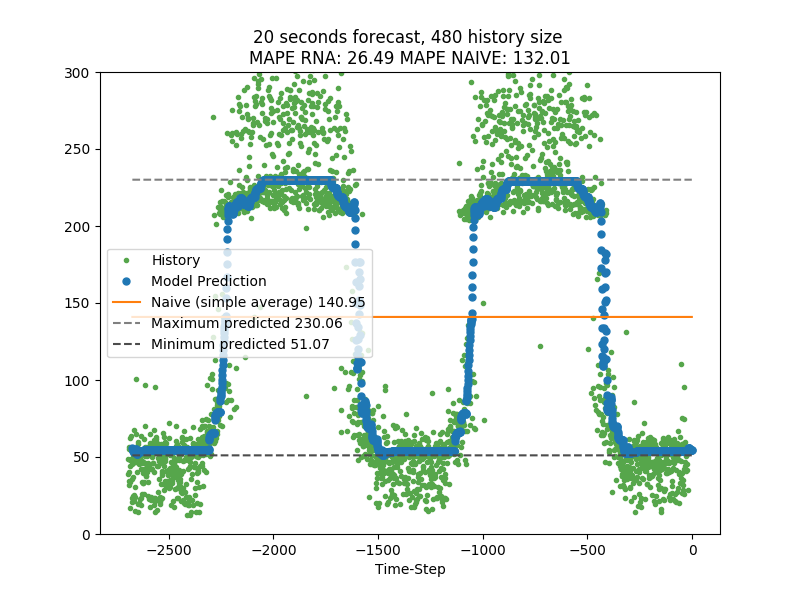 20 seconds forecast, 480 history size
MAPE RNA: 26.49 MAPE NAIVE: 132.01
300
250
200
150
100
50
0
History
Model Prediction
Naive (simple average) 140.95
Maximum predicted 230.06
Minimum predicted 51.07
−2500
−2000
−1500
−1000
−500
0
Time-Step